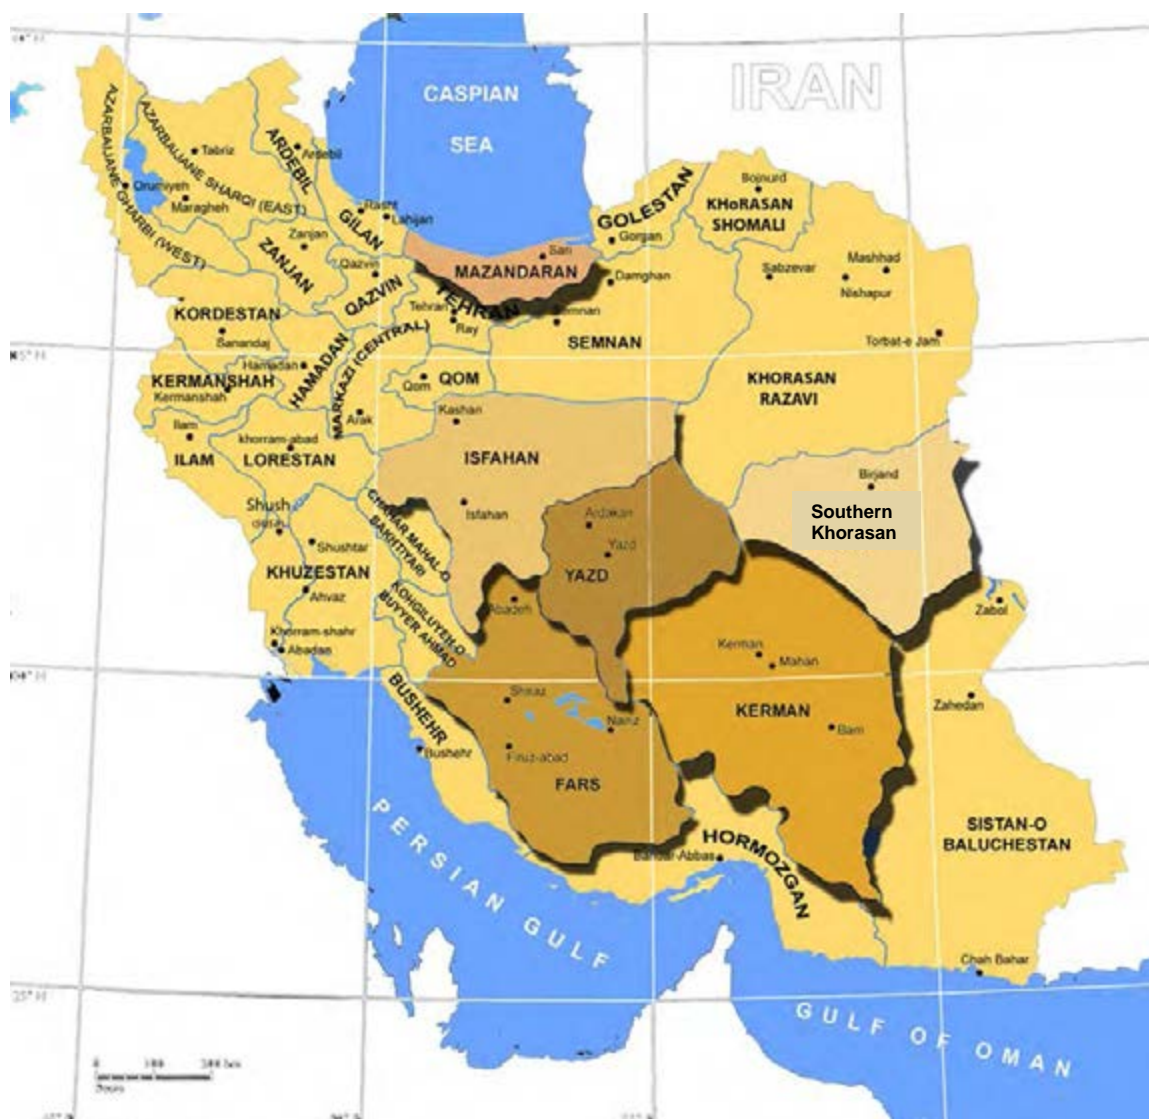 IRAN
CASPIAN
SEA
AZARBAIJANE GHARBI (WEST)
AZARBAIJANE SHARQI (EAST)
Tabriz
ARDEBIL
Ardebil
Orumiyeh
Maragheh
Rasht
Lahijan
GILAN
Zanjan
ZANJAN
Qazvin
QAZVIN
GOLESTAN
Gorgan
Bojnurd
KHoRASAN
SHOMALI
Sari
MAZANDARAN
Damghan
Sabzevar
Mashhad
Nishapur
TEHRAN
Tehran
Ray
SEMNAN
KORDESTAN
Sanandaj
Hamadan
HAMADAN
MARKAZI (CENTRAL)
Torbat-e Jam
KERMANSHAH
Kermanshah
Qom
QOM
KHORASAN
RAZAVI
Arak
Kashan
Ilam
ILAM
khorram-abad
LORESTAN
ISFAHAN
Isfahan
Birjand
Southern
Khorasan
Shush
Shushtar
CHAHAR MAHAL-O
BAKHTIYARI
Ardakan
Yazd
YAZD
KHUZESTAN
Ahvaz
KOHGILUYEH-O
BUYYER AHMAD
Abadeh
Zabol
Khorram-shahr
Abadan
Kerman
Mahan
KERMAN
Bam
BUSHEHR
Bushehr
Shiraz
Nairiz
Firuz-abad
FARS
Zahedan
SISTAN-O
BALUCHESTAN
HORMOZGAN
Bandar-Abbas
Chah Bahar
PERSIAN GULF
GULF OF OMAN